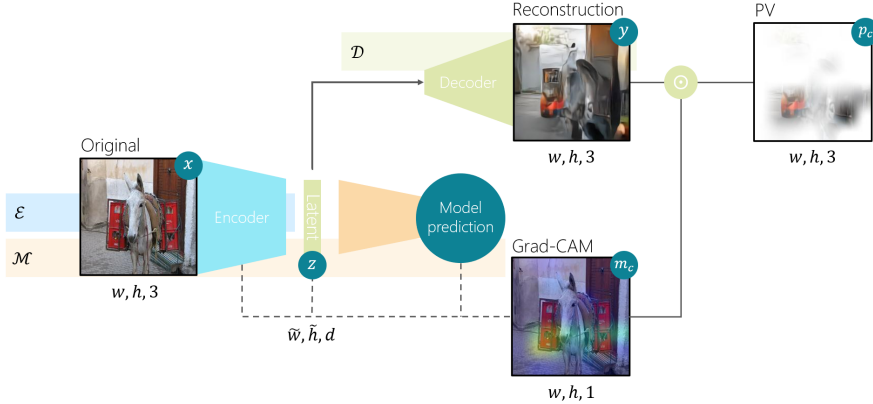 Reconstruction
PV
𝒟
Decoder
y
p_c
⊙
w, h, 3
w, h, 3
Original
x
ℰ
Encoder
Latent
Model
prediction
ℳ
z
w, h, 3
Grad-CAM
m_c
w̃, h̃, d
w, h, 1